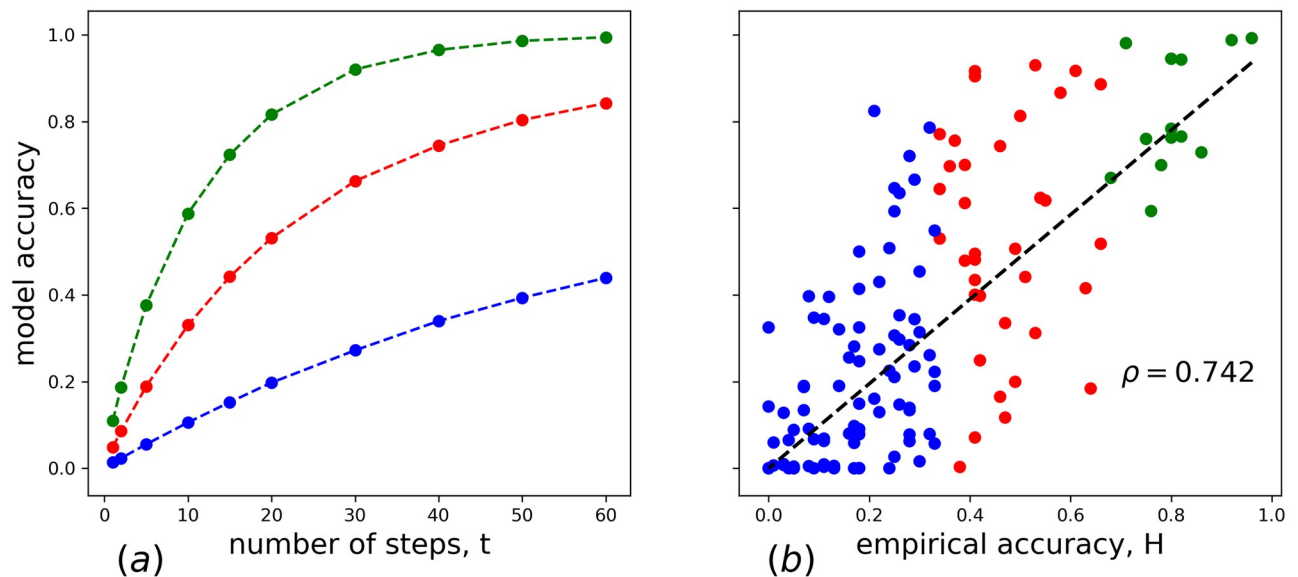 model accuracy
1.0
0.8
0.6
0.4
0.2
0.0
0 10 20 30 40 50 60
number of steps, t
(a)
0.0 0.2 0.4 0.6 0.8 1.0
empirical accuracy, H
(b)
ρ = 0.742